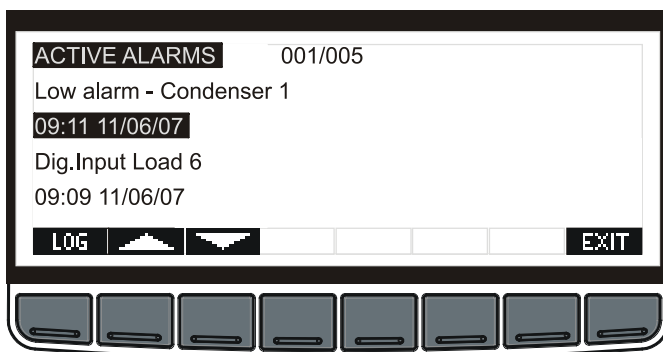 ACTIVE ALARMS 001/005
Low alarm - Condenser 1
09:11 11/06/07
Dig.Input Load 6
09:09 11/06/07
LOG EXIT